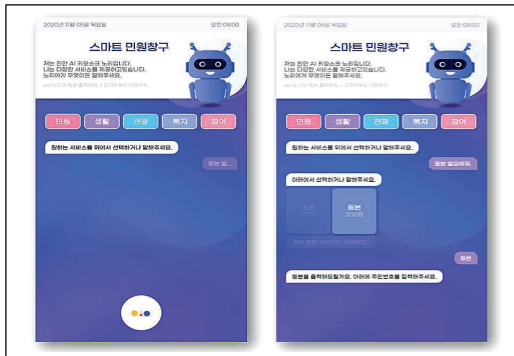 2020년 11월 05일 목요일
오전 08:00
스마트 민원창구
저는 진안 AI 키오스크 노리입니다.
나는 다양한 서비스를 제공하고있습니다.
노리에게 무엇이든 말해주세요.
민원
생활
관광
복지
참여
원하는 서비스를 위에서 선택하거나 말해주세요.
등본 발...
2020년 11월 05일 목요일
오전 08:00
스마트 민원창구
저는 진안 AI 키오스크 노리입니다.
나는 다양한 서비스를 제공하고있습니다.
노리에게 무엇이든 말해주세요.
민원
생활
관광
복지
참여
원하는 서비스를 위에서 선택하거나 말해주세요.
등본 발급해줘.
아래에서 선택하거나 말해주세요.
등본
200원
등본
등본을 출력해드릴게요. 아래에 주민번호를 입력해주세요.